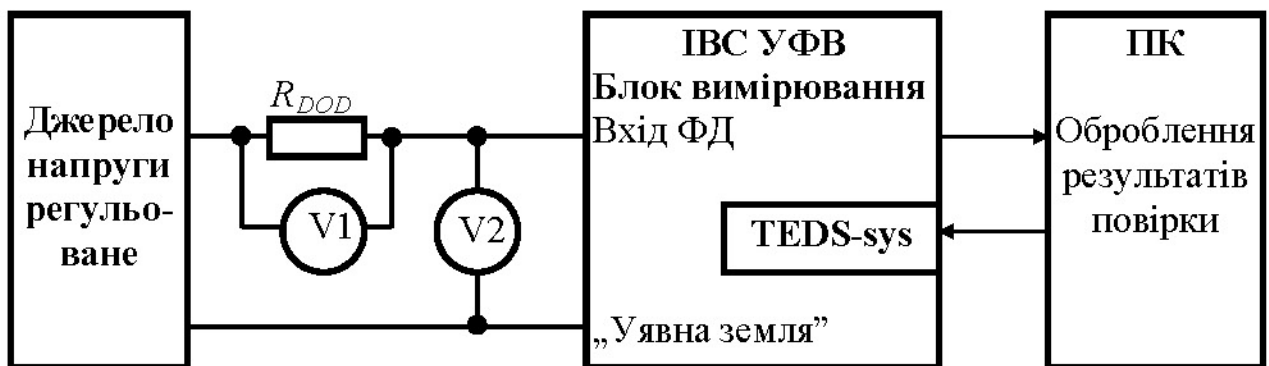 Джерело
напруги
регульо-
ване
R_DOD
V1
V2
ІВС УФВ
Блок вимірювання
Вхід ФД
TEDS-sys
„Уявна земля”
ПК
Оброблення
результатів
повірки